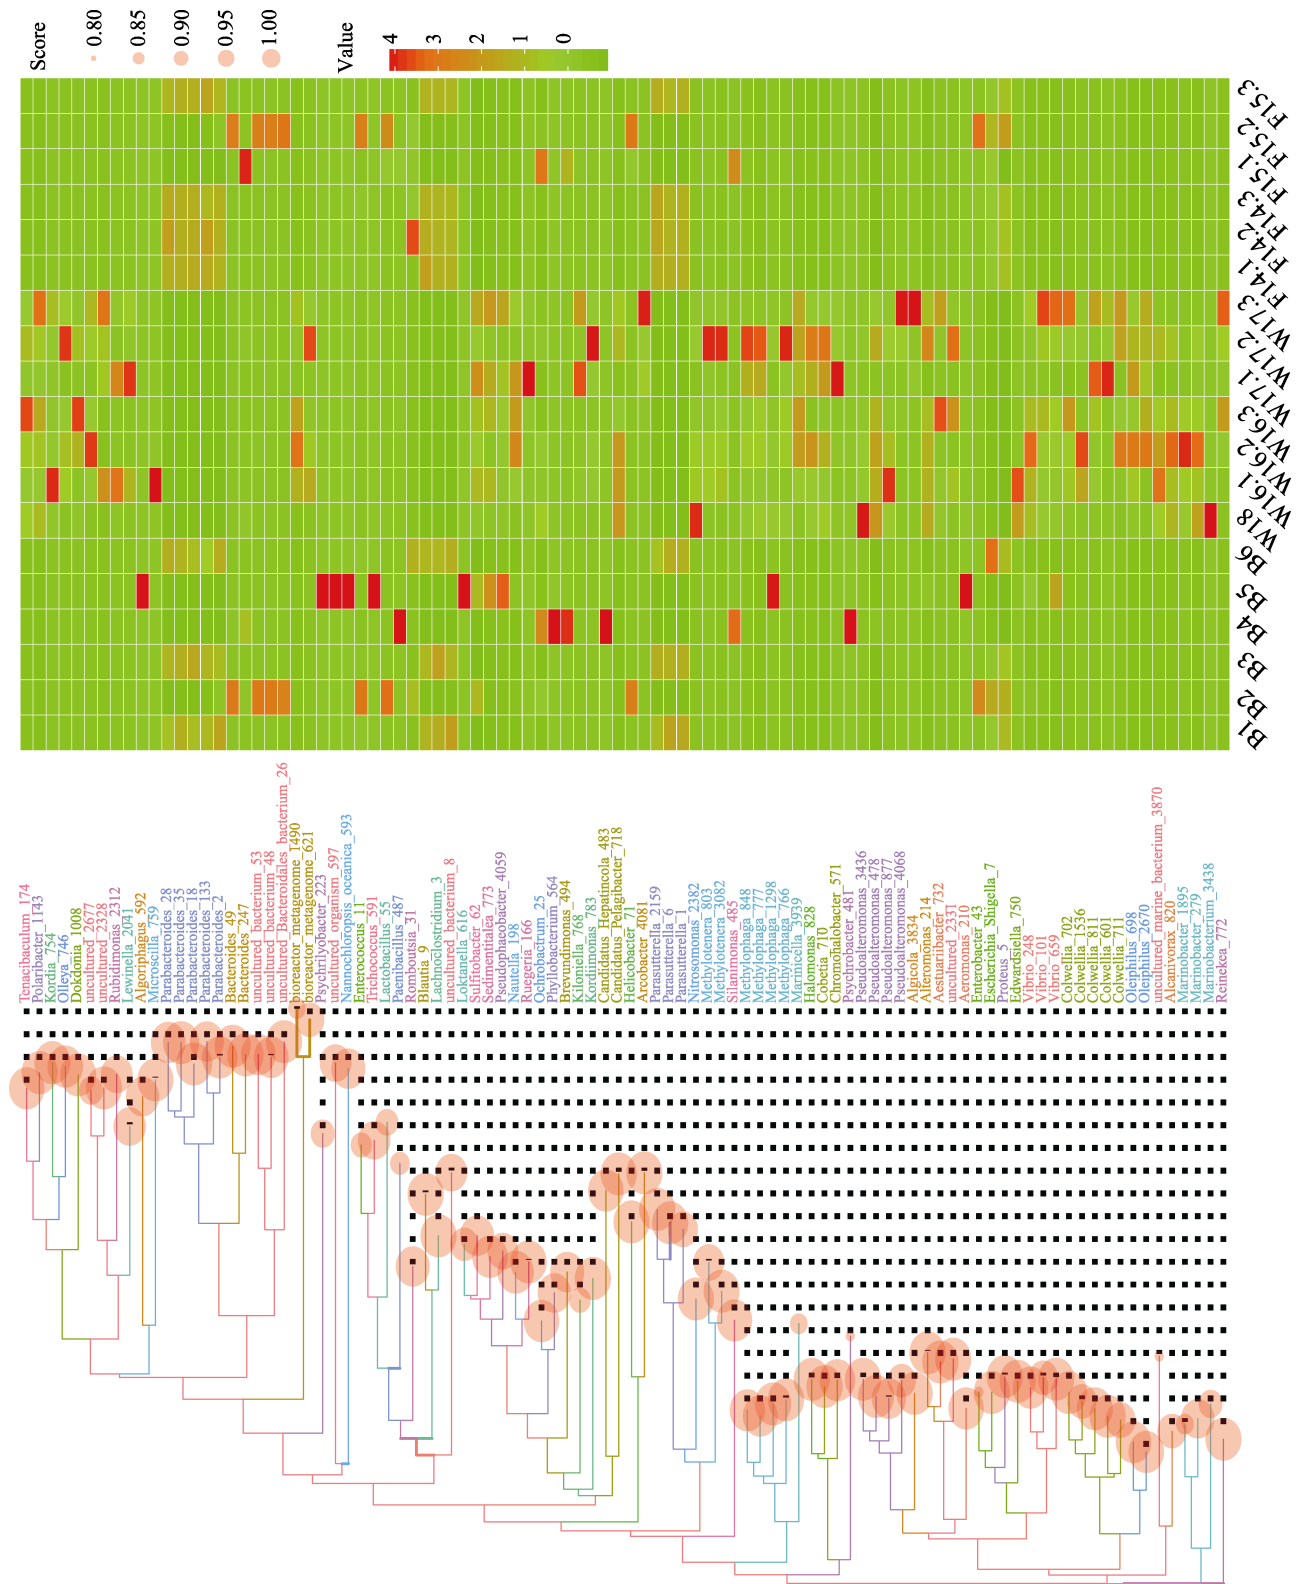 Score
0.80
0.85
0.90
0.95
1.00
Value
4
3
2
1
0
F15.3
F15.2
F15.1
F14.3
F14.2
F14.1
W17.3
W17.2
W17.1
W16.3
W16.2
W16.1
W18
B6
B5
B4
B3
B2
B1
Tenacibaculum_174
Polaribacter_1143
Kordia_754
Olleya_746
Dokdonia_1008
uncultured_2677
uncultured_2328
Rubidimonas_2312
Lewinella_2041
Algoriphagus_592
Microscilla_759
Parabacteroides_28
Parabacteroides_35
Parabacteroides_18
Parabacteroides_133
Parabacteroides_2
Bacteroides_49
Bacteroides_247
uncultured_bacterium_53
uncultured_bacterium_48
uncultured_Bacteroidales_bacterium_26
bioreactor_metagenome_1490
bioreactor_metagenome_621
Psychrilyobacter_223
uncultured_organism_597
Nannochloropsis_oceanica_593
Enterococcus_11
Trichococcus_591
Lactobacillus_55
Paenibacillus_487
Romboutsia_31
Blautia_9
Lachnoclostridium_3
uncultured_bacterium_8
Loktanella_616
Sulfitobacter_62
Sedimentitalea_773
Pseudophaeobacter_4059
Nautella_198
Ruegeria_166
Ochrobactrum_25
Phyllobacterium_564
Brevundimonas_494
Kiloniella_768
Kordiimonas_783
Candidatus_Hepatincola_483
Candidatus_Pelagibacter_718
Helicobacter_71
Arcobacter_4081
Parasutterella_2159
Parasutterella_6
Parasutterella_1
Nitrosomonas_2382
Methylotenera_803
Methylotenera_3082
Silanimonas_485
Methylophaga_848
Methylophaga_1777
Methylophaga_1298
Methylophaga_766
Marinicella_3939
Halomonas_828
Cobetia_710
Chromohalobacter_571
Psychrobacter_481
Pseudoalteromonas_3436
Pseudoalteromonas_478
Pseudoalteromonas_877
Pseudoalteromonas_4068
Algicola_3834
Alteromonas_214
Aestuariibacter_732
uncultured_831
Aeromonas_210
Enterobacter_43
Escherichia_Shigella_7
Proteus_5
Edwardsiella_750
Vibrio_248
Vibrio_101
Vibrio_659
Colwellia_702
Colwellia_1536
Colwellia_811
Colwellia_601
Colwellia_711
Oleiphilus_698
Oleiphilus_2670
uncultured_marine_bacterium_3870
Alcanivorax_820
Marinobacter_1895
Marinobacter_279
Marinobacterium_3438
Reinekea_772